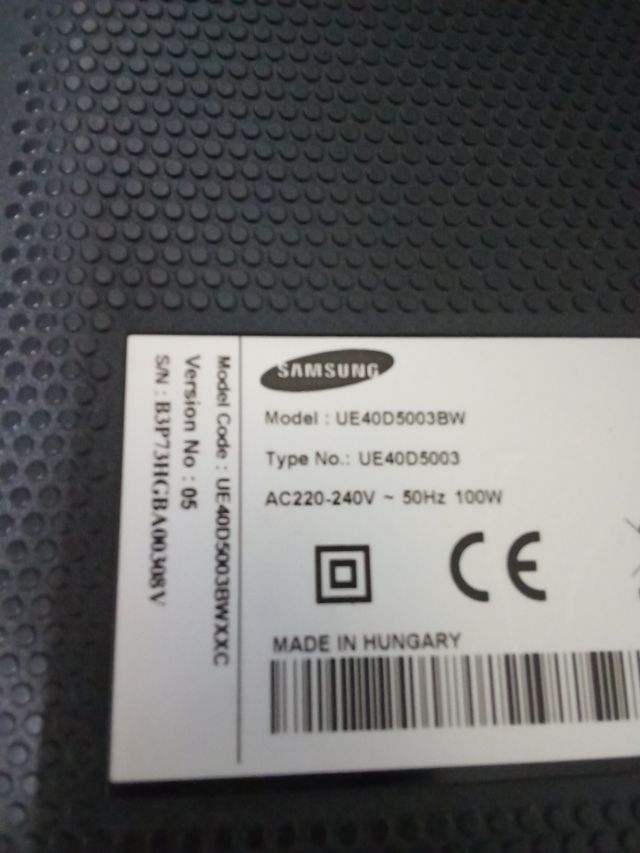 SAMSUNG
Model : UE40D5003BW
Type No.: UE40D5003
AC220-240V ~ 50Hz 100W
CE
MADE IN HUNGARY
Model Code : UE40D5003BWXXC
Version No : 05
S/N : B3P73HGBA00308V